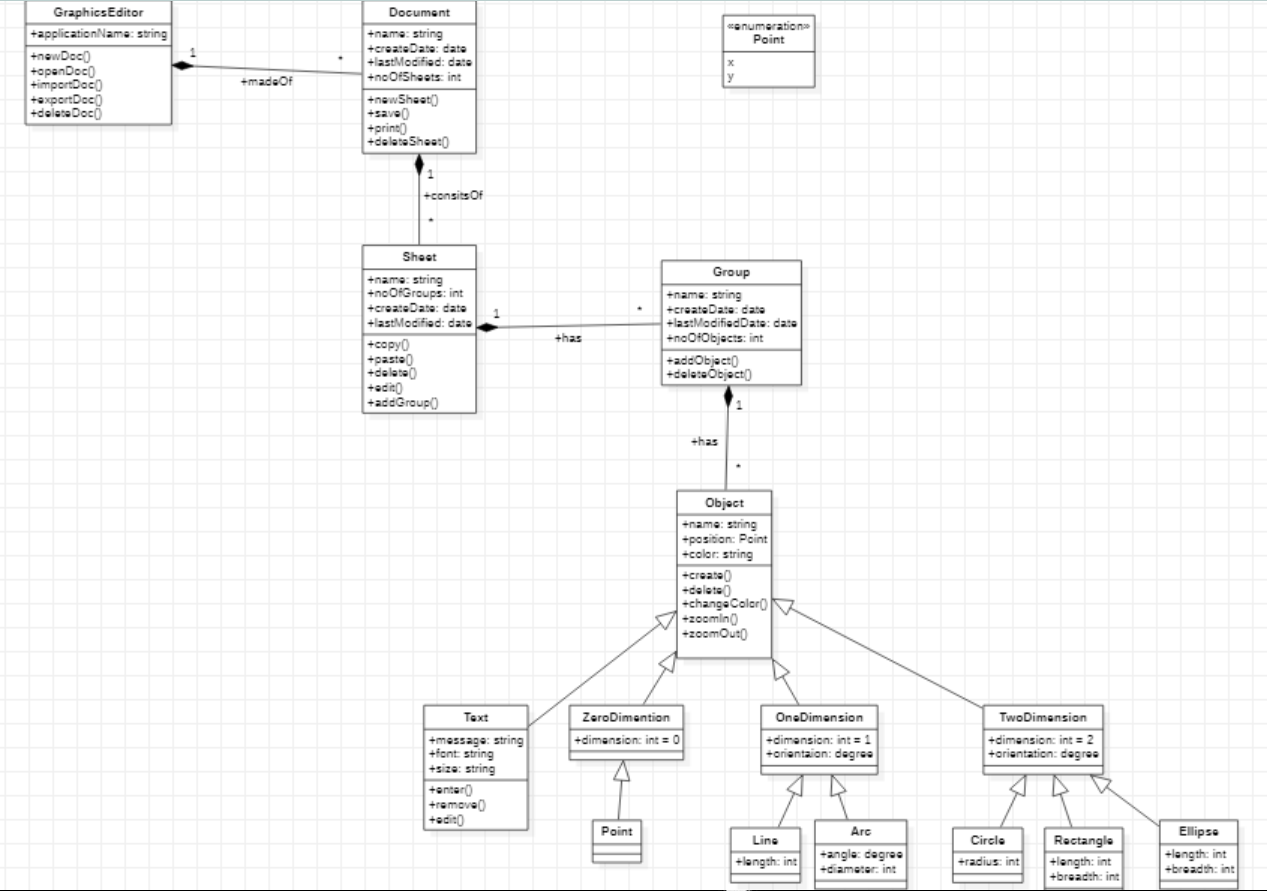 GraphicsEditor
+applicationName: string
+newDoc()
+openDoc()
+importDoc()
+exportDoc()
+deleteDoc()
1
*
+madeOf
Document
+name: string
+createDate: date
+lastModified: date
+noOfSheets: int
+newSheet()
+save()
+print()
+deleteSheet()
«enumeration»
Point
x
y
1
+consitsOf
*
Sheet
+name: string
+noOfGroups: int
+createDate: date
+lastModified: date
+copy()
+paste()
+delete()
+edit()
+addGroup()
1
*
+has
Group
+name: string
+createDate: date
+lastModifiedDate: date
+noOfObjects: int
+addObject()
+deleteObject()
1
+has
*
Object
+name: string
+position: Point
+color: string
+create()
+delete()
+changeColor()
+zoomIn()
+zoomOut()
Text
+message: string
+font: string
+size: string
+enter()
+remove()
+edit()
ZeroDimention
+dimension: int = 0
OneDimension
+dimension: int = 1
+orientaion: degree
TwoDimension
+dimension: int = 2
+orientation: degree
Point
Line
+length: int
Arc
+angle: degree
+diameter: int
Circle
+radius: int
Rectangle
+length: int
+breadth: int
Ellipse
+length: int
+breadth: int